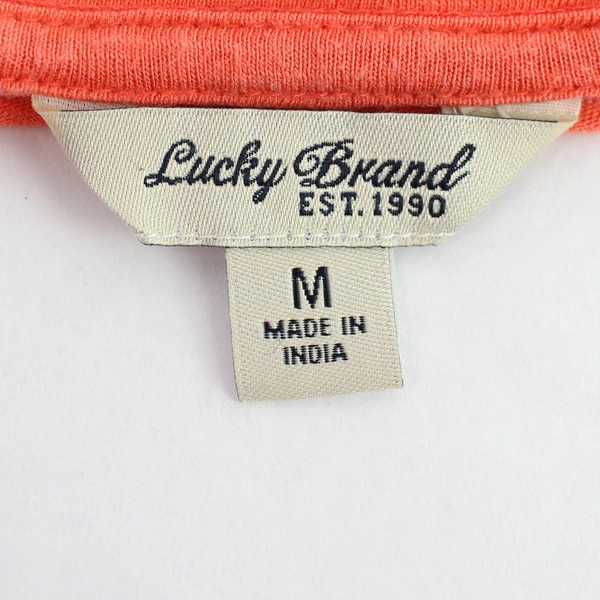 Lucky Brand
EST. 1990
M
MADE IN
INDIA